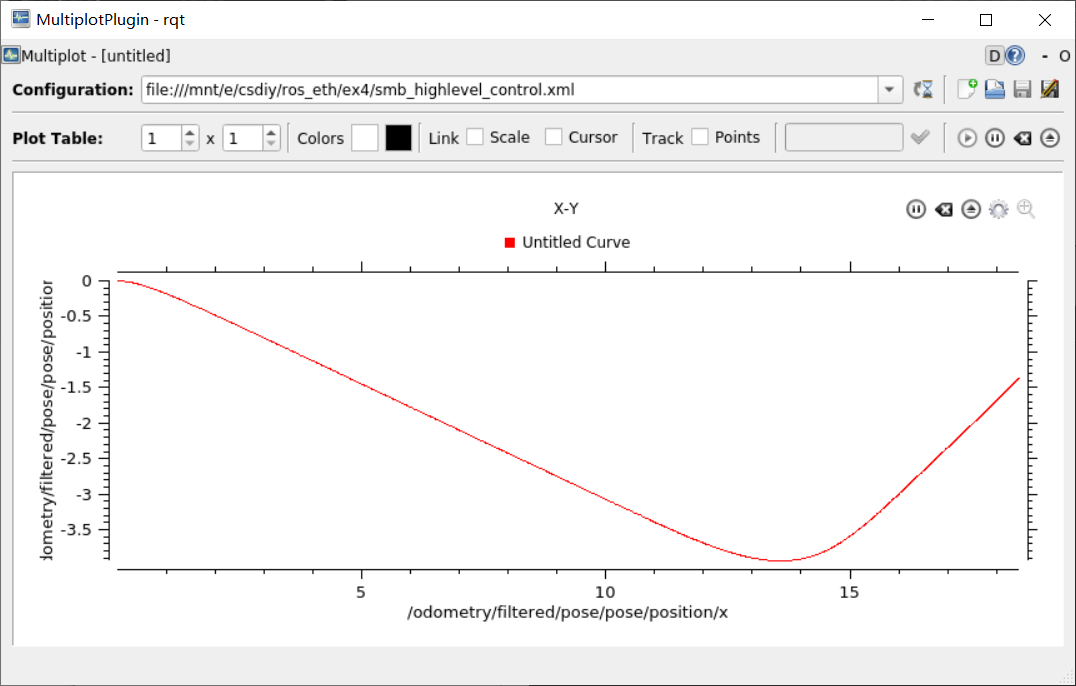 MultiplotPlugin - rqt
Multiplot - [untitled]
D ? - O
Configuration: file:///mnt/e/csdiy/ros_eth/ex4/smb_highlevel_control.xml
Plot Table: 1 x 1 Colors Link Scale Cursor Track Points
X-Y
Untitled Curve
0
-0.5
-1
-1.5
-2
-2.5
-3
-3.5
ometry/filtered/pose/pose/position
5 10 15
/odometry/filtered/pose/pose/position/x